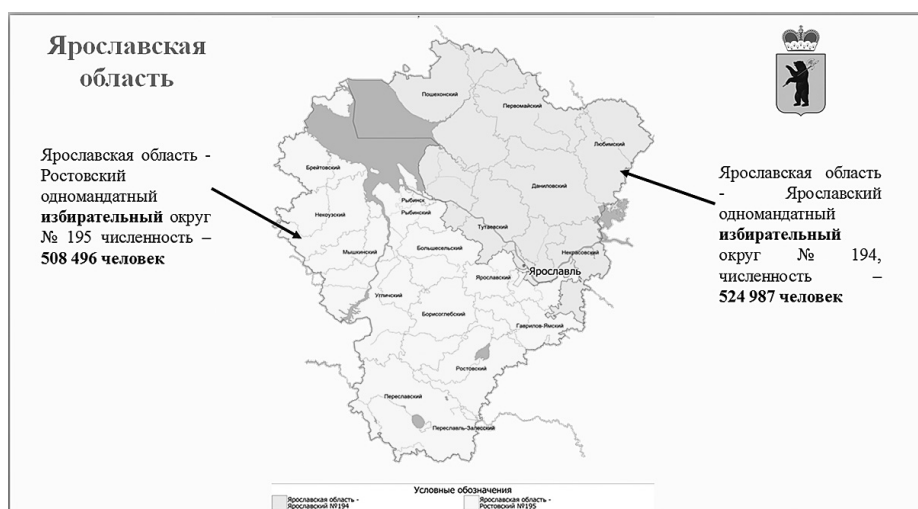 Ярославская
область
Ярославская область -
Ростовский
одномандатный
избирательный округ
№ 195 численность –
508 496 человек
Пошехонский
Первомайский
Любимский
Брейтовский
Даниловский
Рыбинск
Рыбинский
Некоузский
Тутаевский
Мышкинский
Большесельский
Некрасовский
Ярославль
Ярославский
Угличский
Борисоглебский
Гаврилов-Ямский
Ростовский
Переславский
Переславль-Залесский
Ярославская область
- Ярославский
одномандатный
избирательный
округ № 194,
численность –
524 987 человек
Условные обозначения
Ярославская область -
Ярославский №194
Ярославская область -
Ростовский №195